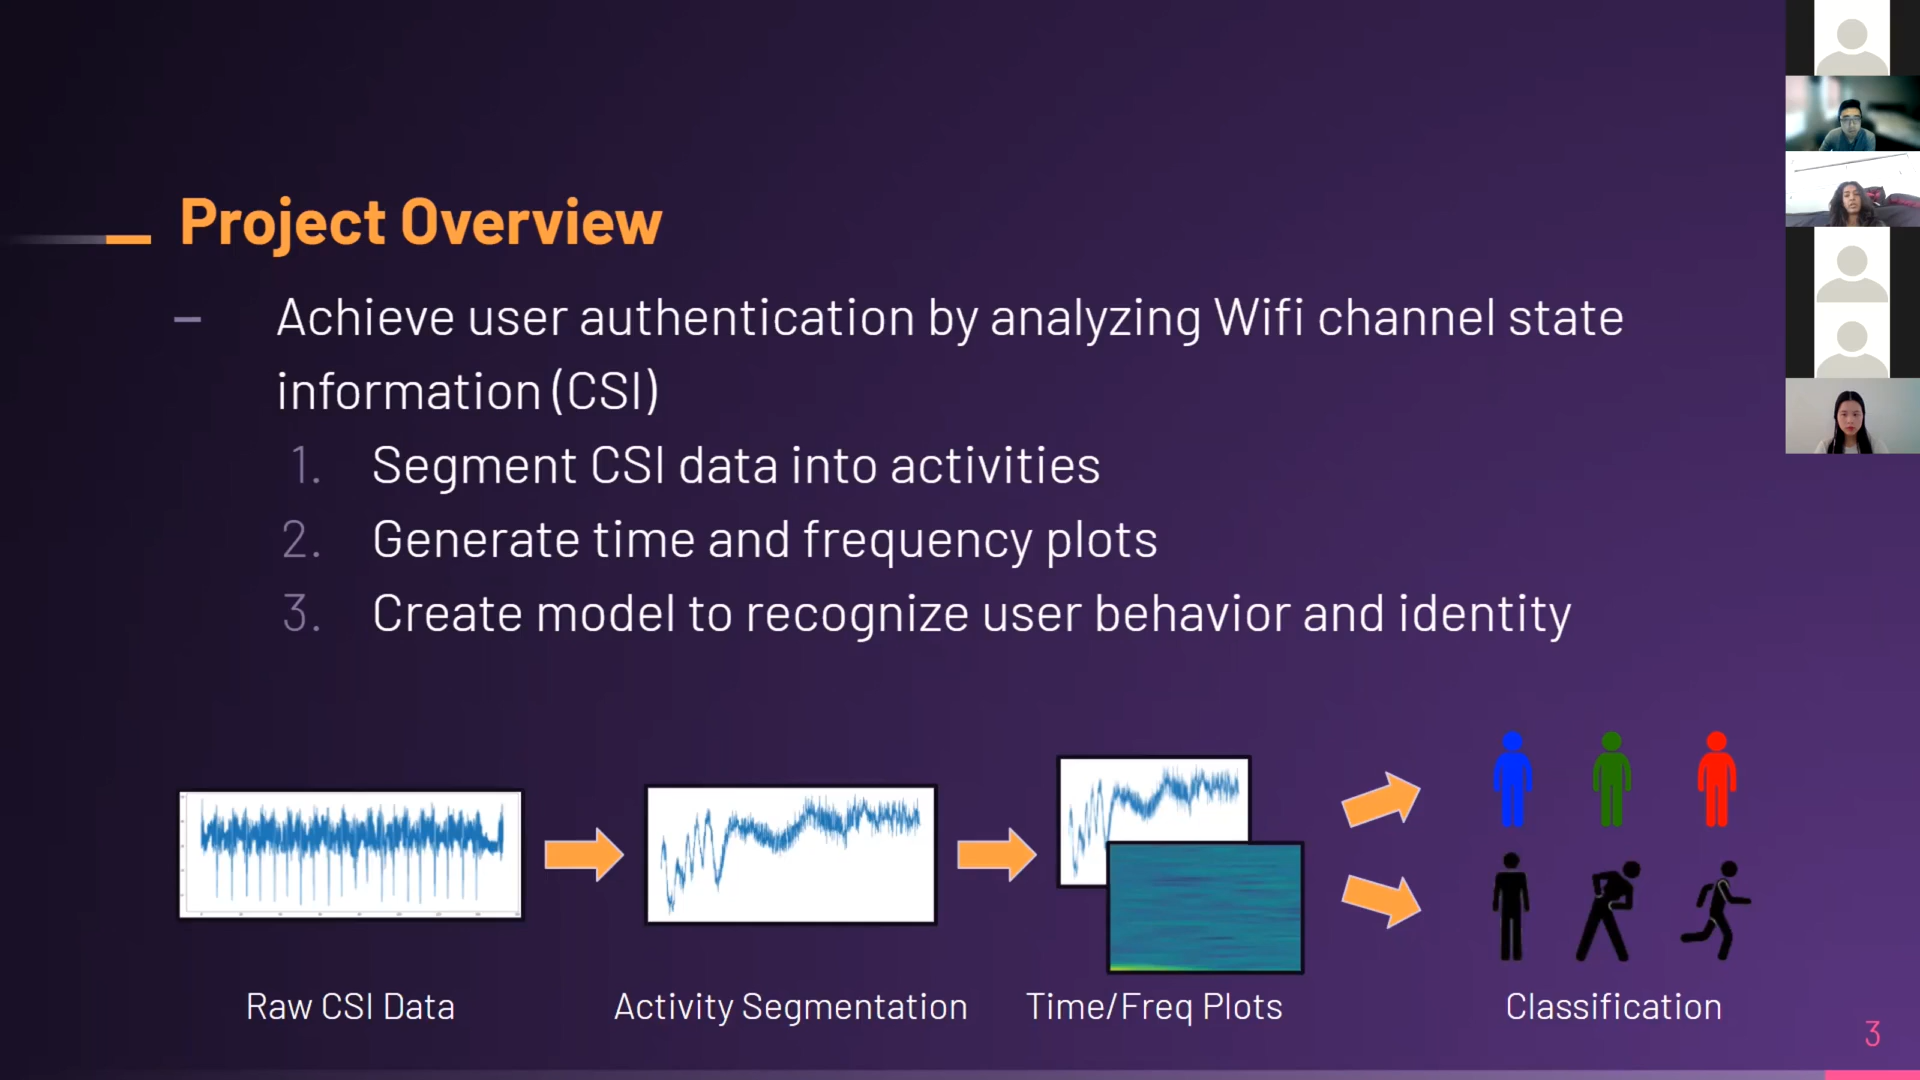 Project Overview
– Achieve user authentication by analyzing Wifi channel state
information (CSI)
1. Segment CSI data into activities
2. Generate time and frequency plots
3. Create model to recognize user behavior and identity
Raw CSI Data
Activity Segmentation
Time/Freq Plots
Classification
3